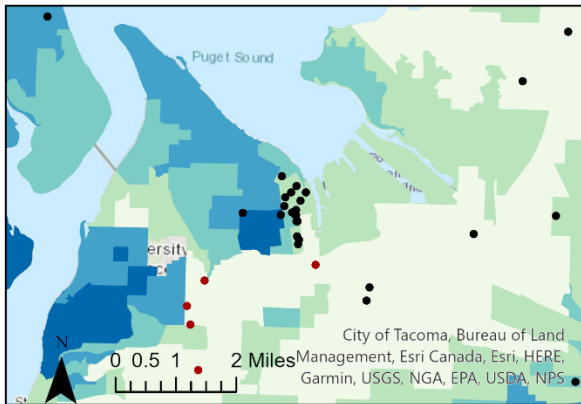 Puget Sound
ersity
N
0 0.5 1 2 Miles
City of Tacoma, Bureau of Land
Management, Esri Canada, Esri, HERE,
Garmin, USGS, NGA, EPA, USDA, NPS